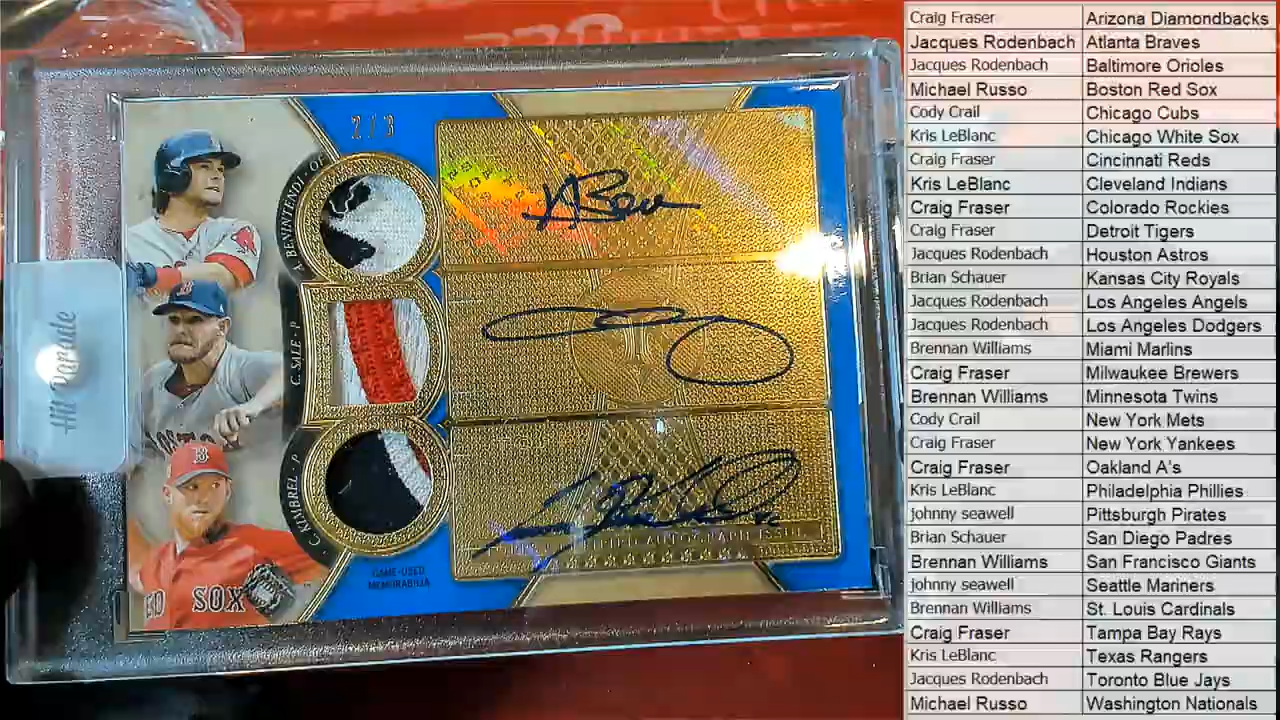 2/3
A. BENINTENDI · OF
C. SALE · P
C. KIMBREL · P
GAME-USED
MEMORABILIA
BOSTON
B
SOX
Hit Parade
Craig Fraser Arizona Diamondbacks
Jacques Rodenbach Atlanta Braves
Jacques Rodenbach Baltimore Orioles
Michael Russo Boston Red Sox
Cody Crail Chicago Cubs
Kris LeBlanc Chicago White Sox
Craig Fraser Cincinnati Reds
Kris LeBlanc Cleveland Indians
Craig Fraser Colorado Rockies
Craig Fraser Detroit Tigers
Jacques Rodenbach Houston Astros
Brian Schauer Kansas City Royals
Jacques Rodenbach Los Angeles Angels
Jacques Rodenbach Los Angeles Dodgers
Brennan Williams Miami Marlins
Craig Fraser Milwaukee Brewers
Brennan Williams Minnesota Twins
Cody Crail New York Mets
Craig Fraser New York Yankees
Craig Fraser Oakland A's
Kris LeBlanc Philadelphia Phillies
johnny seawell Pittsburgh Pirates
Brian Schauer San Diego Padres
Brennan Williams San Francisco Giants
johnny seawell Seattle Mariners
Brennan Williams St. Louis Cardinals
Craig Fraser Tampa Bay Rays
Kris LeBlanc Texas Rangers
Jacques Rodenbach Toronto Blue Jays
Michael Russo Washington Nationals